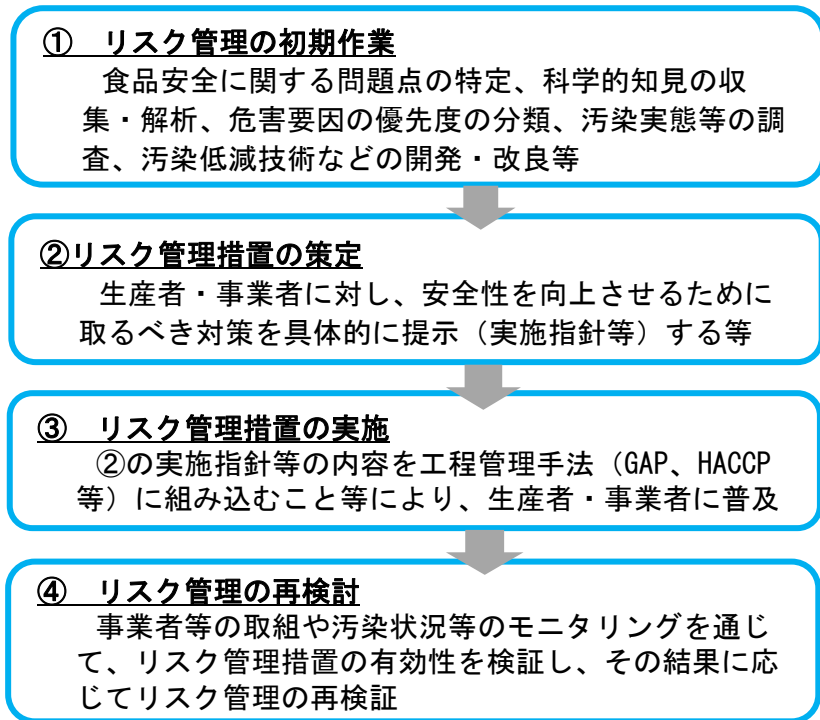 ① リスク管理の初期作業
食品安全に関する問題点の特定、科学的知見の収
集・解析、危害要因の優先度の分類、汚染実態等の調
査、汚染低減技術などの開発・改良等
②リスク管理措置の策定
生産者・事業者に対し、安全性を向上させるために
取るべき対策を具体的に提示（実施指針等）する等
③ リスク管理措置の実施
②の実施指針等の内容を工程管理手法（GAP、HACCP
等）に組み込むこと等により、生産者・事業者に普及
④ リスク管理の再検討
事業者等の取組や汚染状況等のモニタリングを通じ
て、リスク管理措置の有効性を検証し、その結果に応
じてリスク管理の再検証